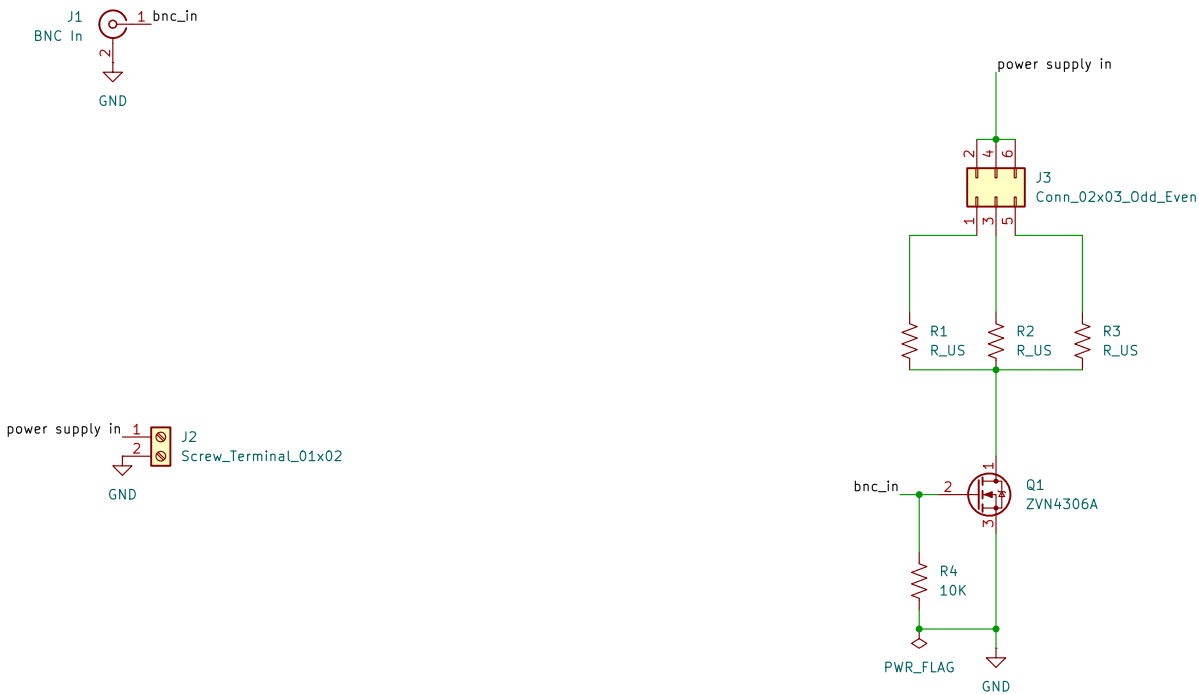 J1
BNC In
1
bnc_in
2
GND
power supply in
2
4
6
J3
Conn_02x03_Odd_Even
1
3
5
R1
R_US
R2
R_US
R3
R_US
power supply in
1
2
J2
Screw_Terminal_01x02
GND
bnc_in
2
1
3
Q1
ZVN4306A
R4
10K
PWR_FLAG
GND